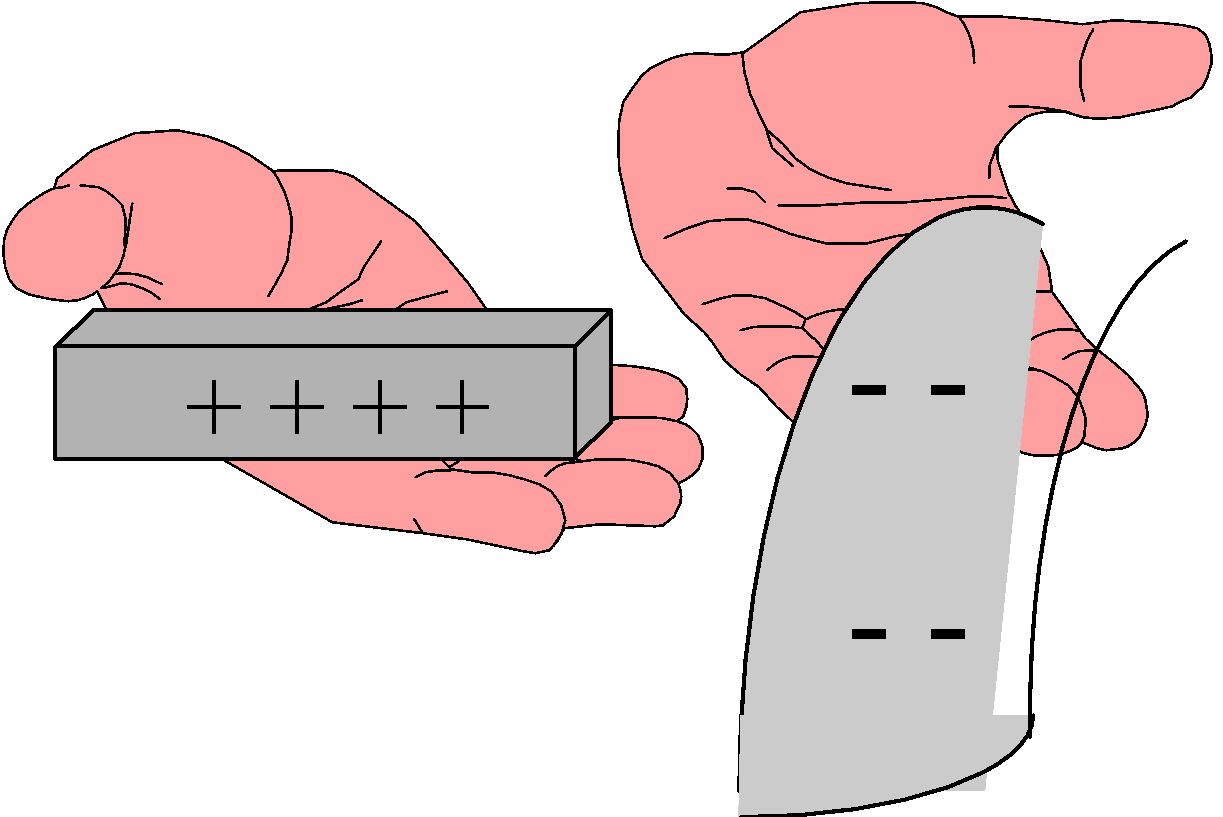 + + + +
- -
- -